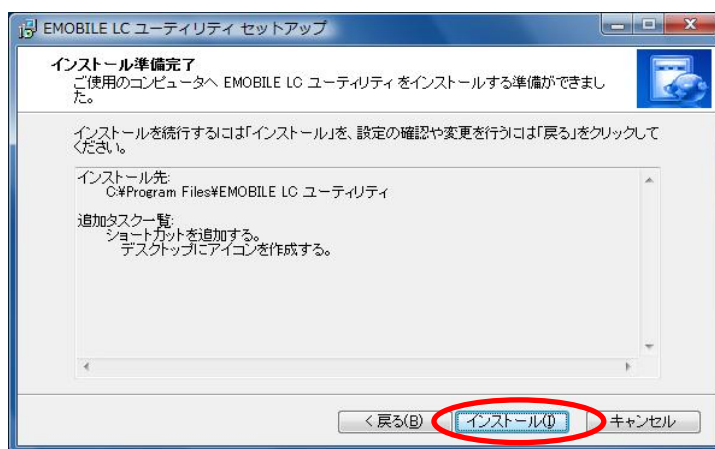 EMOBILE LC ユーティリティ セットアップ
インストール準備完了
ご使用のコンピュータへ EMOBILE LC ユーティリティ をインストールする準備ができまし
た。
インストールを続行するには「インストール」を、設定の確認や変更を行うには「戻る」をクリックして
ください。
インストール先:
C:¥Program Files¥EMOBILE LC ユーティリティ
追加タスク一覧:
ショートカットを追加する。
デスクトップにアイコンを作成する。
< 戻る(B) インストール(I) キャンセル